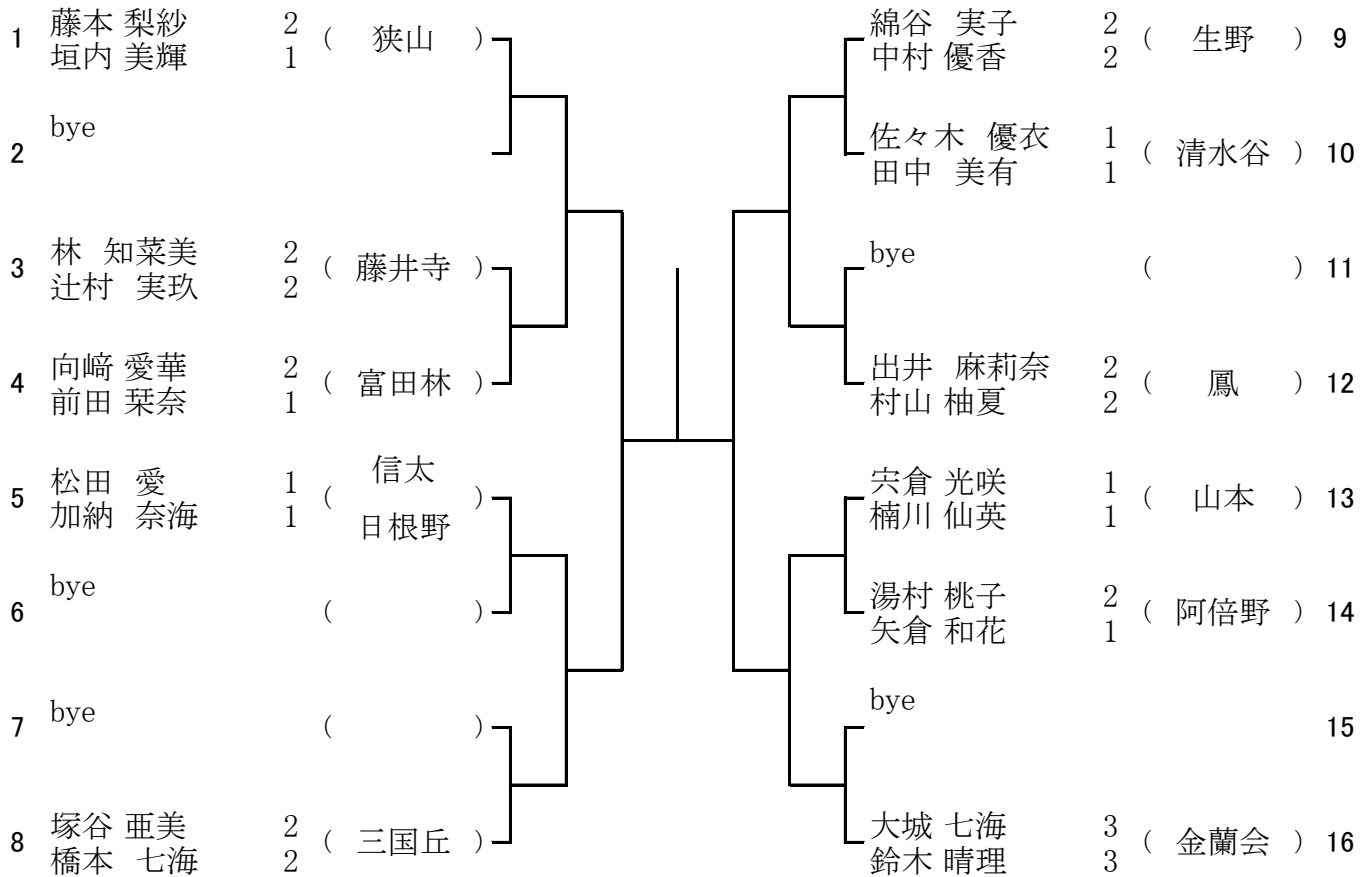 1 藤本 梨紗 2 ( 狭山 )
垣内 美輝 1
2 bye
3 林 知菜美 2 ( 藤井寺 )
辻村 実玖 2
4 向﨑 愛華 2 ( 富田林 )
前田 栞奈 1
5 松田 愛 1 ( 信太
加納 奈海 1 日根野 )
6 bye ( )
7 bye ( )
8 塚谷 亜美 2 ( 三国丘 )
橋本 七海 2
綿谷 実子 2 ( 生野 ) 9
中村 優香 2
佐々木 優衣 1 ( 清水谷 ) 10
田中 美有 1
bye ( ) 11
出井 麻莉奈 2 ( 鳳 ) 12
村山 柚夏 2
宍倉 光咲 1 ( 山本 ) 13
楠川 仙英 1
湯村 桃子 2 ( 阿倍野 ) 14
矢倉 和花 1
bye 15
大城 七海 3 ( 金蘭会 ) 16
鈴木 晴理 3